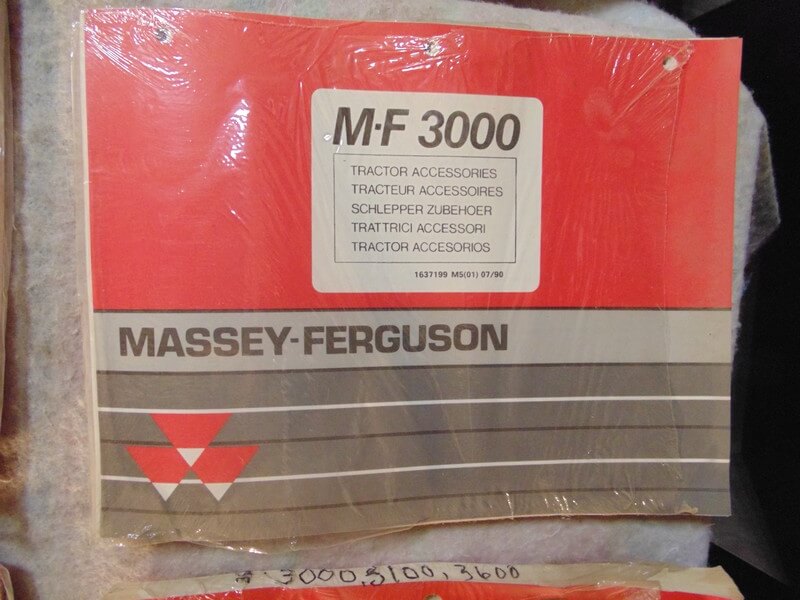 M·F 3000
TRACTOR ACCESSORIES
TRACTEUR ACCESSOIRES
SCHLEPPER ZUBEHOER
TRATTRICI ACCESSORI
TRACTOR ACCESORIOS
1637199 M5(01) 07/90
MASSEY-FERGUSON
3000, 3100, 3600